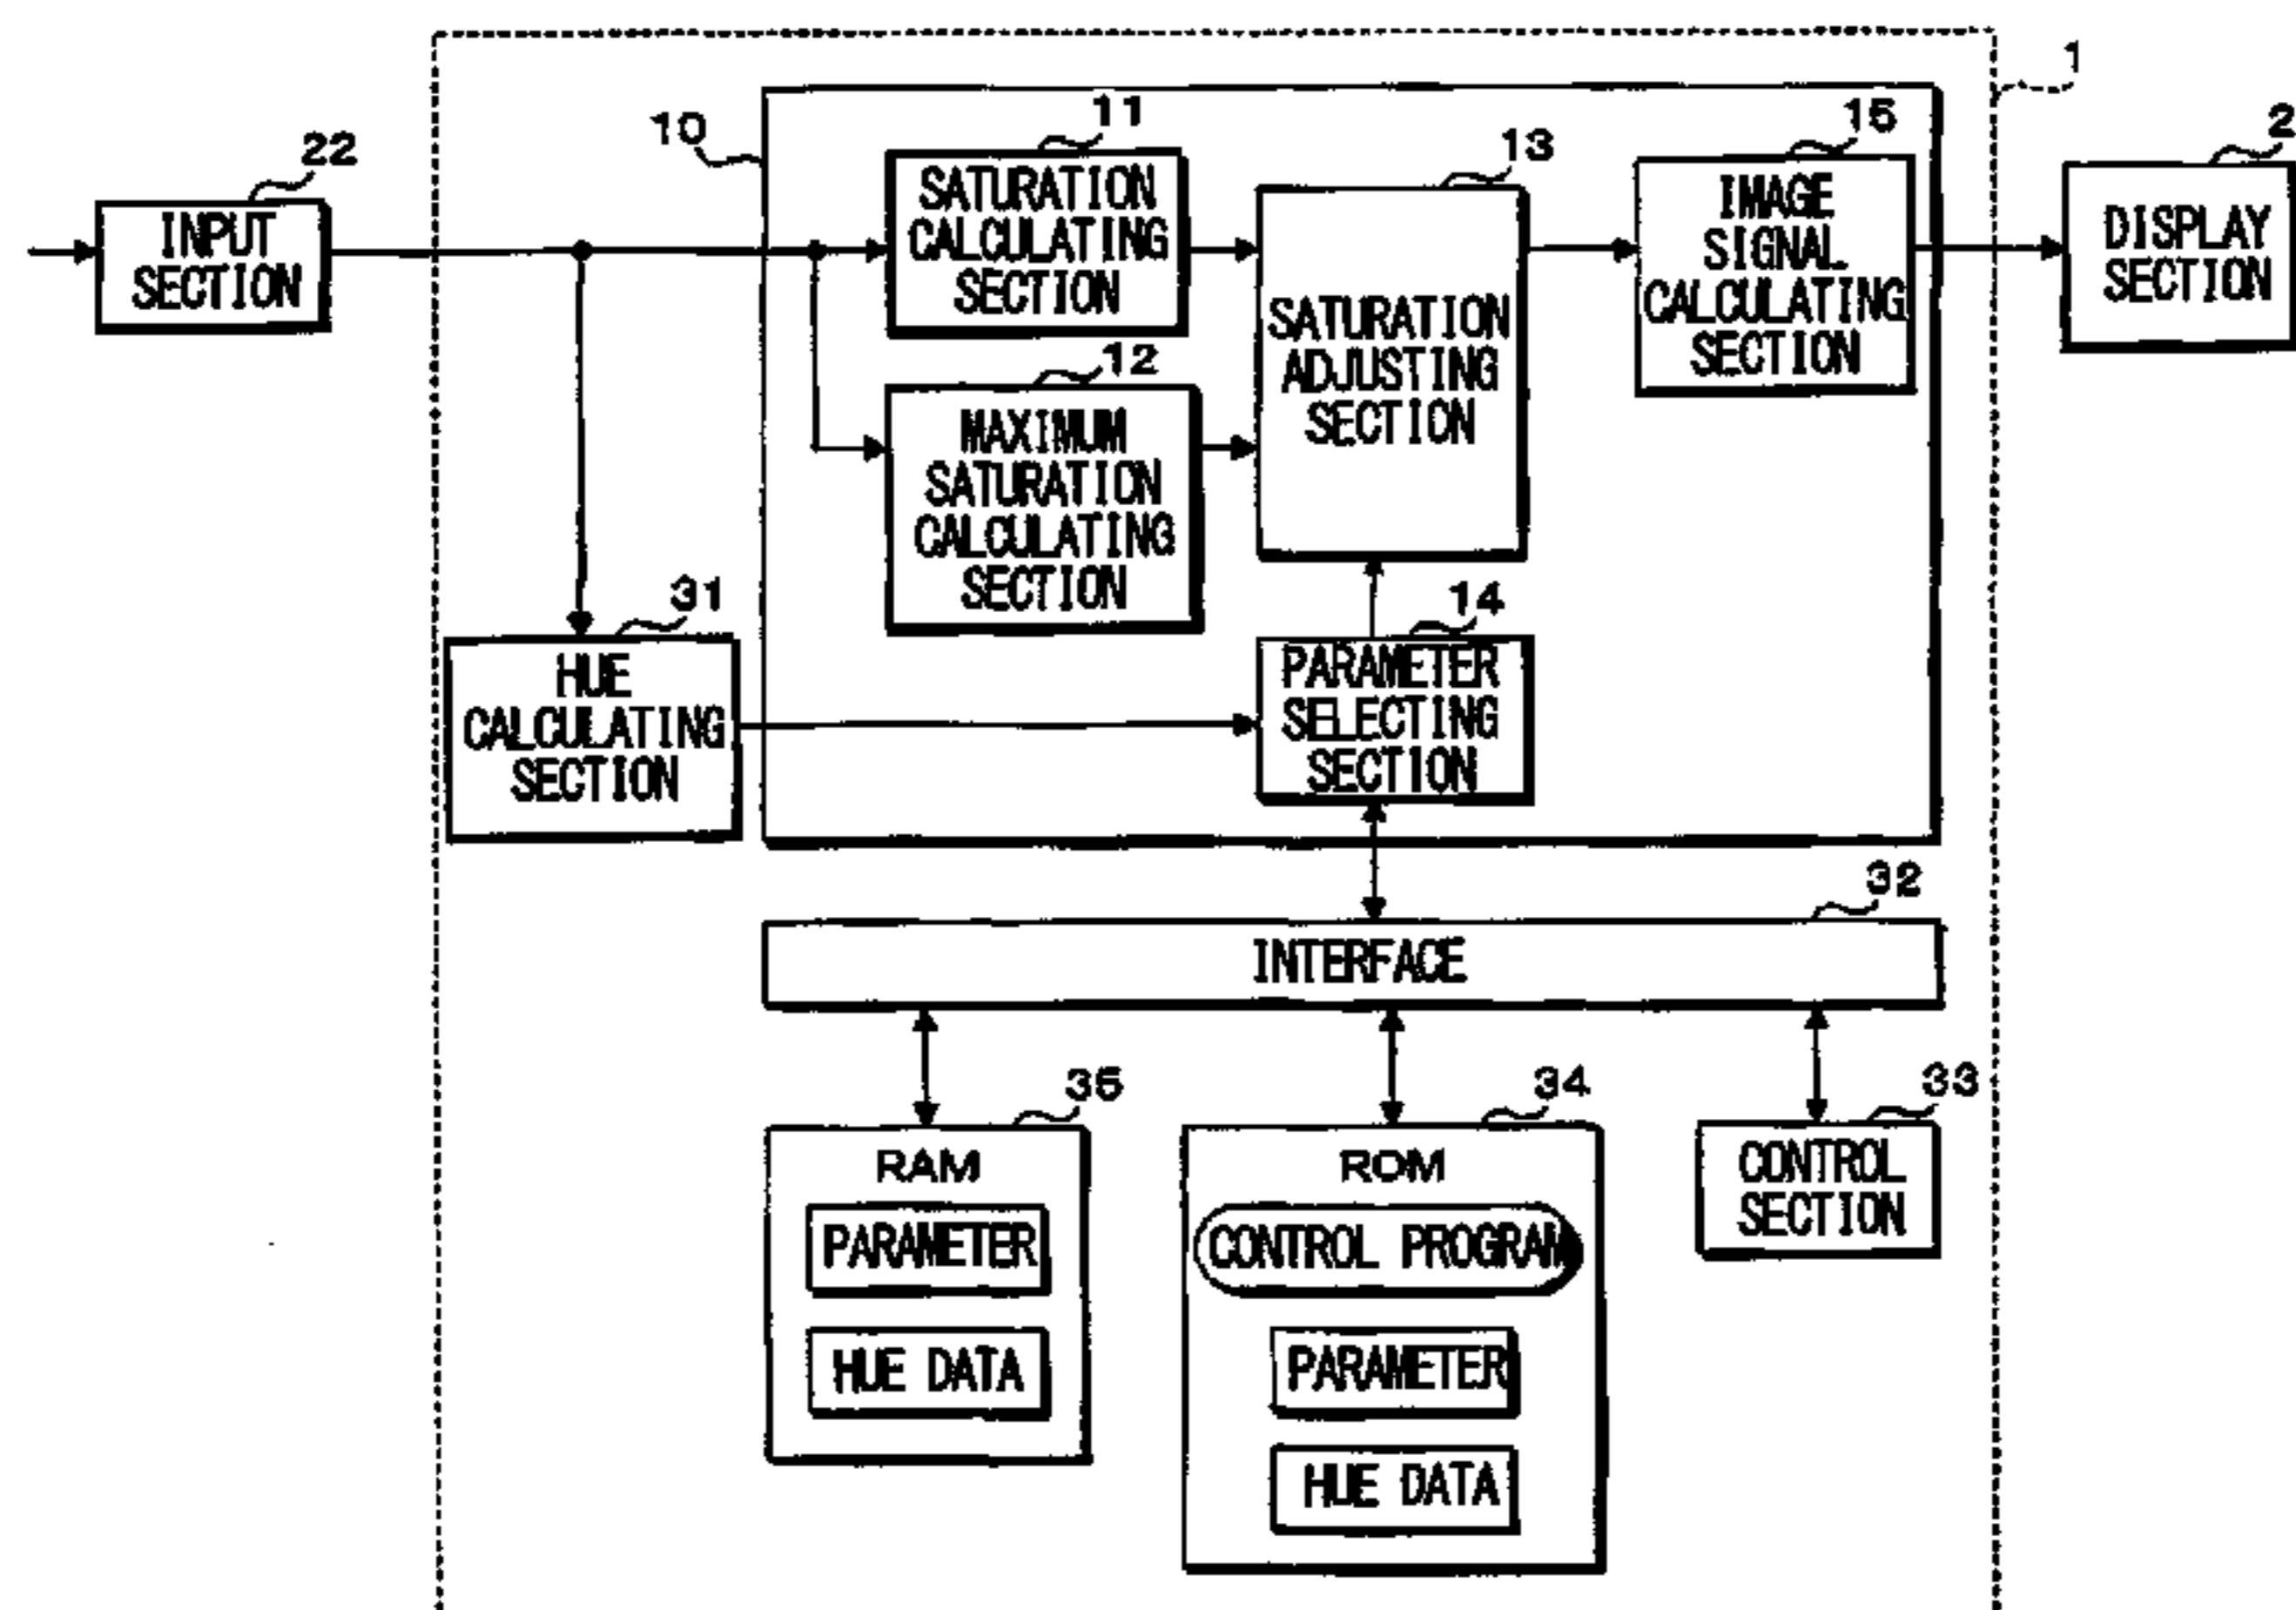 1
10
11
13
15
2
22
INPUT
SECTION
SATURATION
CALCULATING
SECTION
SATURATION
ADJUSTING
SECTION
IMAGE
SIGNAL
CALCULATING
SECTION
DISPLAY
SECTION
12
MAXIMUM
SATURATION
CALCULATING
SECTION
31
HUE
CALCULATING
SECTION
14
PARAMETER
SELECTING
SECTION
32
INTERFACE
35
RAM
PARAMETER
HUE DATA
34
ROM
CONTROL PROGRAM
PARAMETER
HUE DATA
33
CONTROL
SECTION